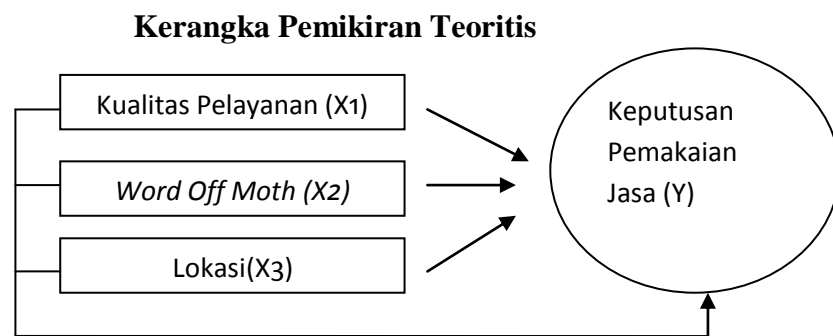 Kerangka Pemikiran Teoritis
Kualitas Pelayanan (X1)
Word Off Moth (X2)
Lokasi(X3)
Keputusan
Pemakaian
Jasa (Y)